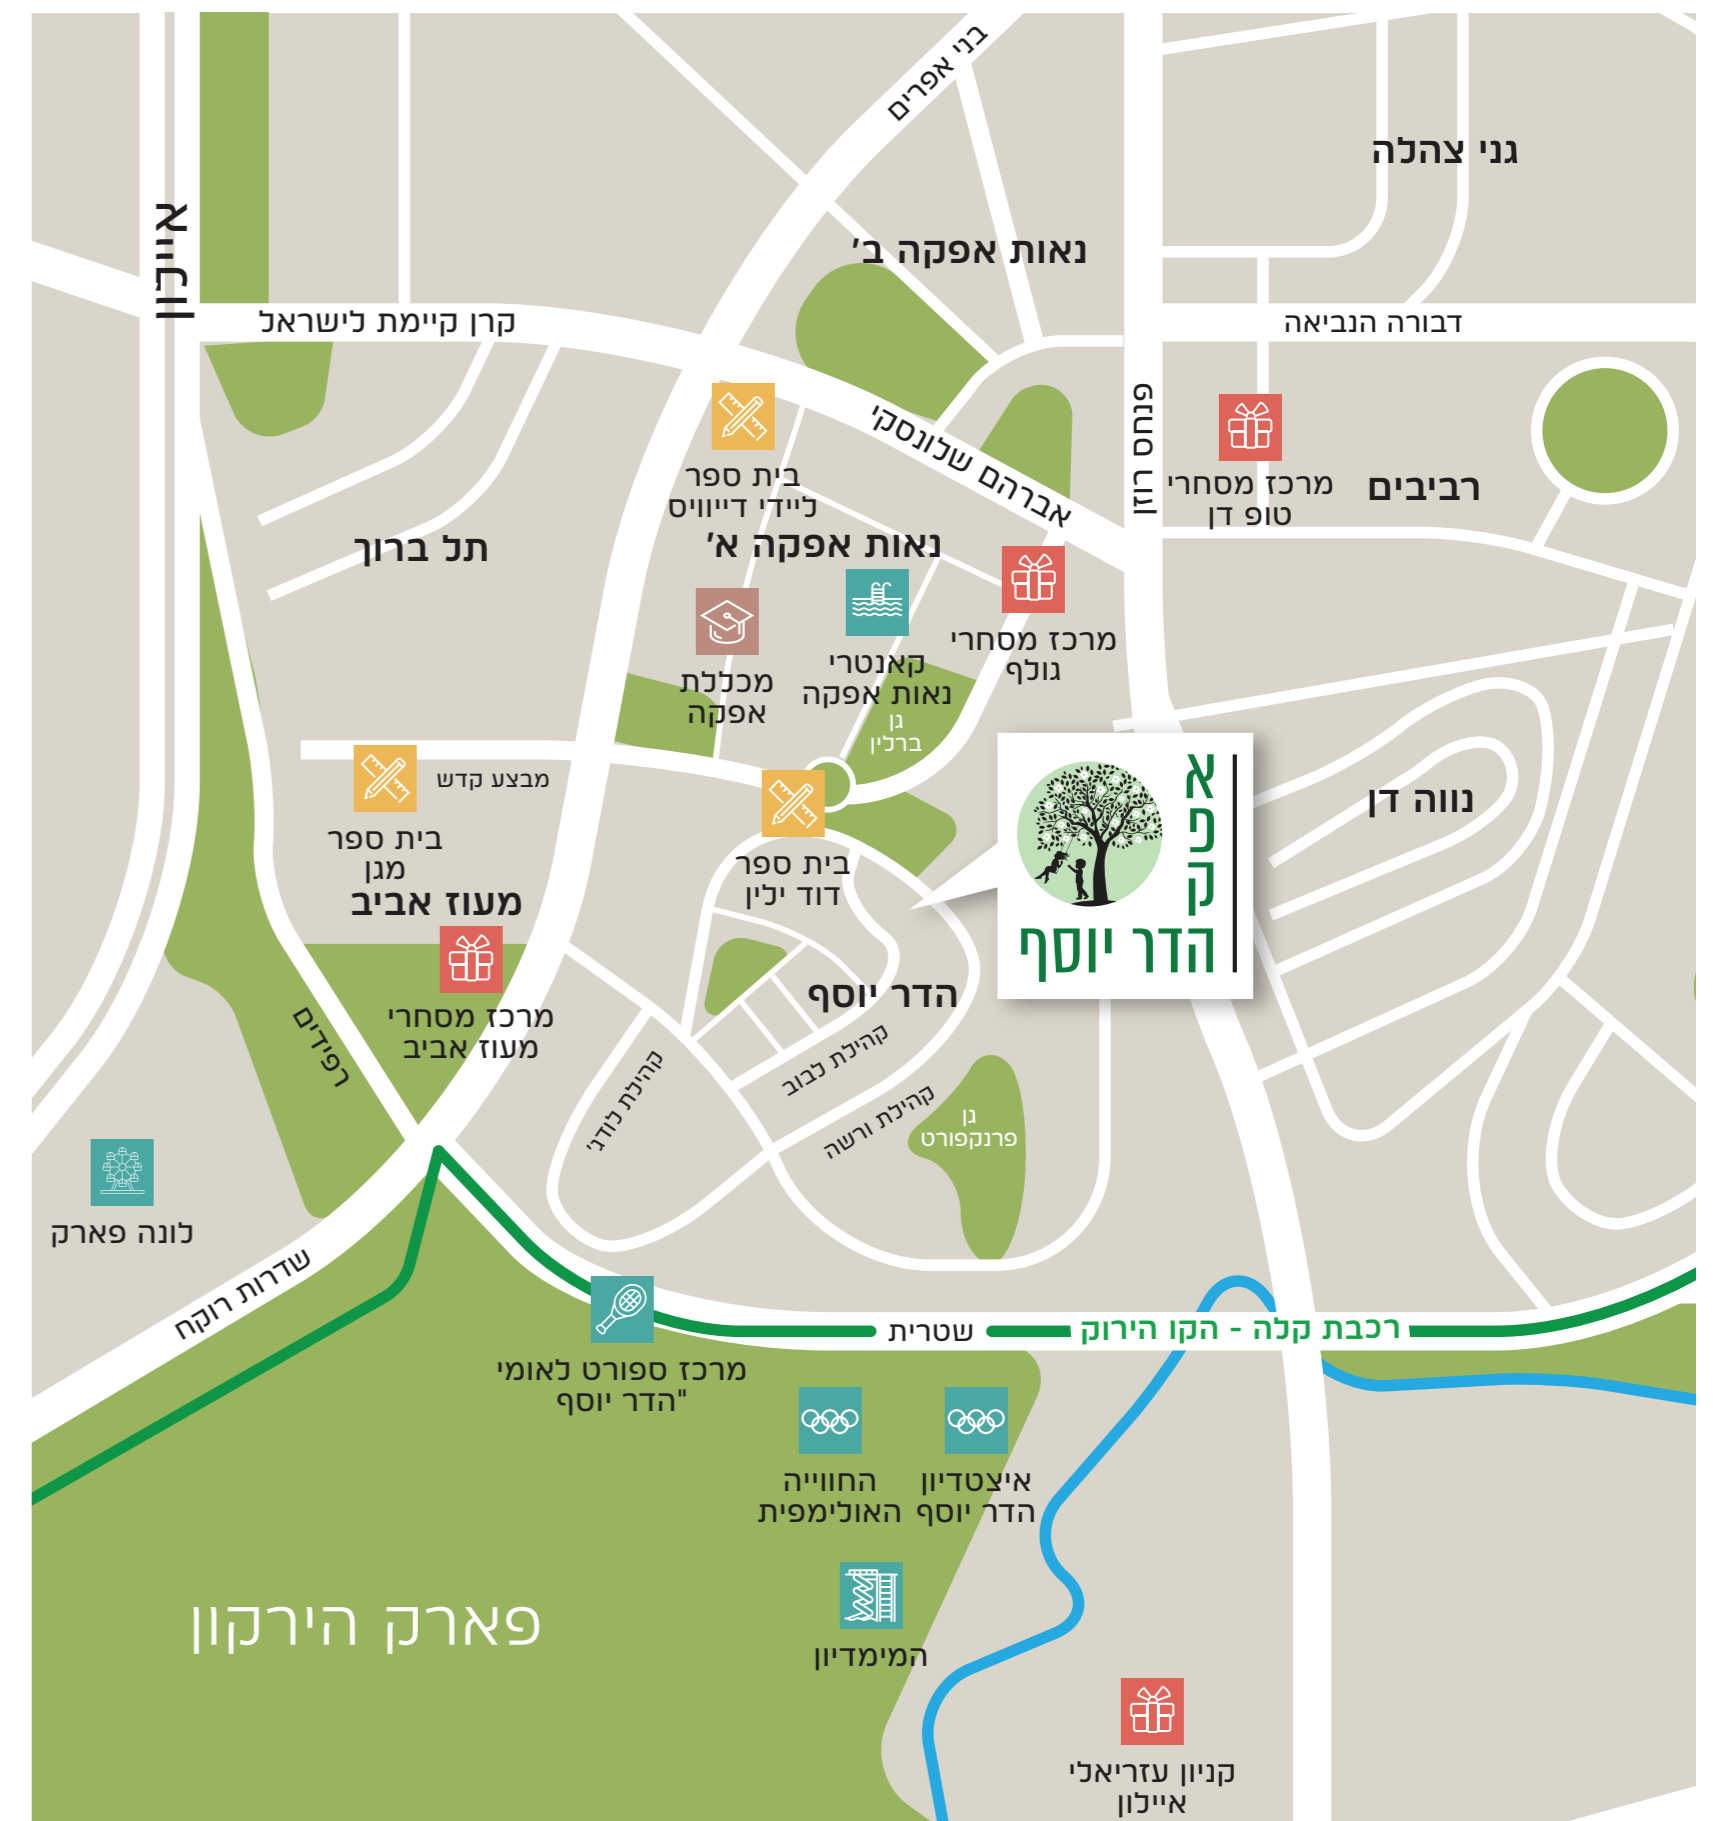 בני אפרים
גני צהלה
איילון
נאות אפקה ב'
קרן קיימת לישראל
דבורה הנביאה
פנחס רוזן
אברהם שלונסקי
בית ספר
ליידי דייוויס
מרכז מסחרי
טופ דן
רביבים
תל ברוך
נאות אפקה א'
מרכז מסחרי
גולף
קאנטרי
נאות אפקה
מכללת
אפקה
גן
ברלין
מבצע קדש
בית ספר
מגן
מעוז אביב
בית ספר
דוד ילין
אפק
הדר יוסף
נווה דן
מרכז מסחרי
מעוז אביב
רפידים
הדר יוסף
קהילת לבוב
קהילת לודג'
קהילת ורשה
גן
פרנקפורט
לונה פארק
שדרות רוקח
רכבת קלה - הקו הירוק
שטרית
מרכז ספורט לאומי
"הדר יוסף
החווייה
האולימפית
איצטדיון
הדר יוסף
פארק הירקון
המימדיון
קניון עזריאלי
איילון